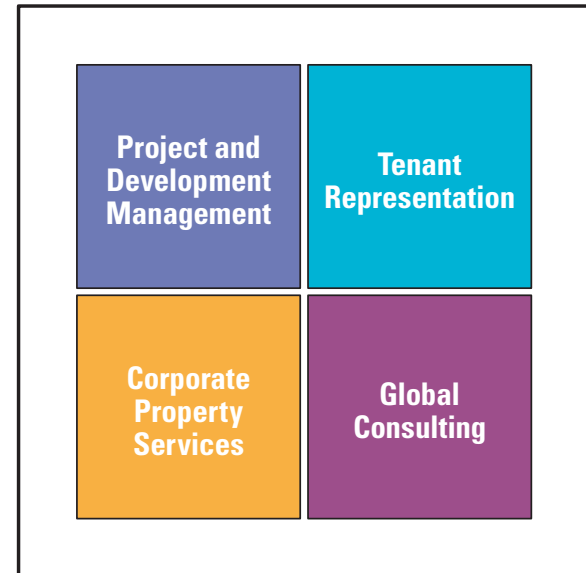 Project and
Development
Management
Tenant
Representation
Corporate
Property
Services
Global
Consulting